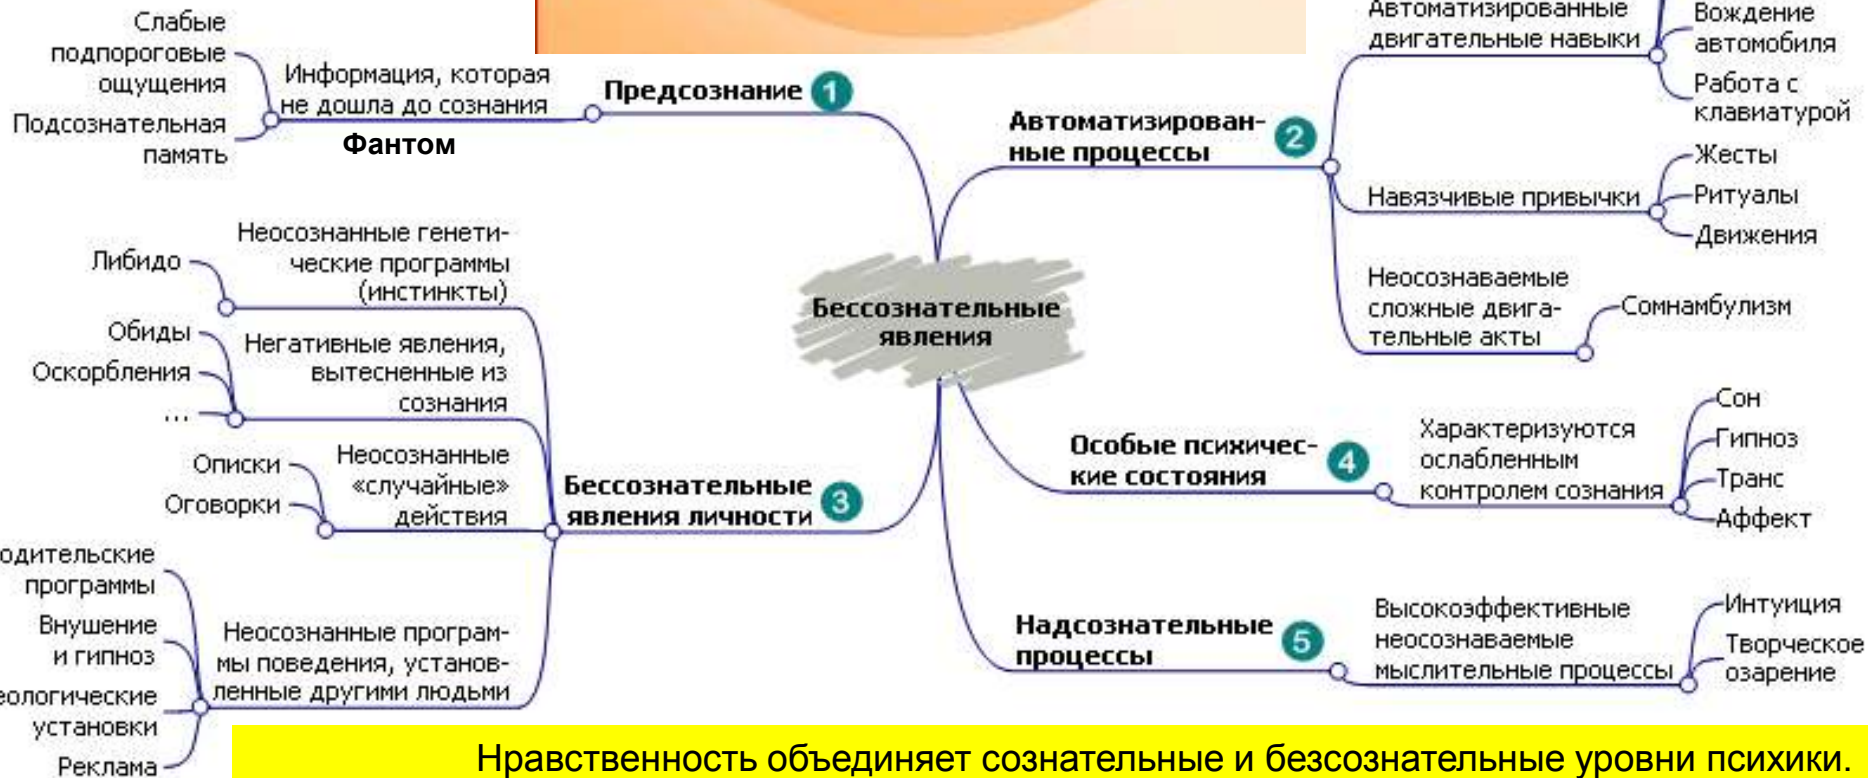 Слабые
подпороговые
ощущения
Подсознательная
память
Информация, которая
не дошла до сознания
Фантом
Предсознание 1
Автоматизирован-
ные процессы 2
Автоматизированные
двигательные навыки
Вождение
автомобиля
Работа с
клавиатурой
Навязчивые привычки
Жесты
Ритуалы
Движения
Неосознаваемые
сложные двига-
тельные акты
Сомнамбулизм
Бессознательные
явления
Бессознательные
явления личности 3
Неосознанные генети-
ческие программы
(инстинкты)
Либидо
Негативные явления,
вытесненные из
сознания
Обиды
Оскорбления
...
Неосознанные
«случайные»
действия
Описки
Оговорки
Неосознанные програм-
мы поведения, установ-
ленные другими людьми
одительские
программы
Внушение
и гипноз
еологические
установки
Реклама
Особые психичес-
кие состояния 4
Характеризуются
ослабленным
контролем сознания
Сон
Гипноз
Транс
Аффект
Надсознательные
процессы 5
Высокоэффективные
неосознаваемые
мыслительные процессы
Интуиция
Творческое
озарение
Нравственность объединяет сознательные и безсознательные уровни психики.